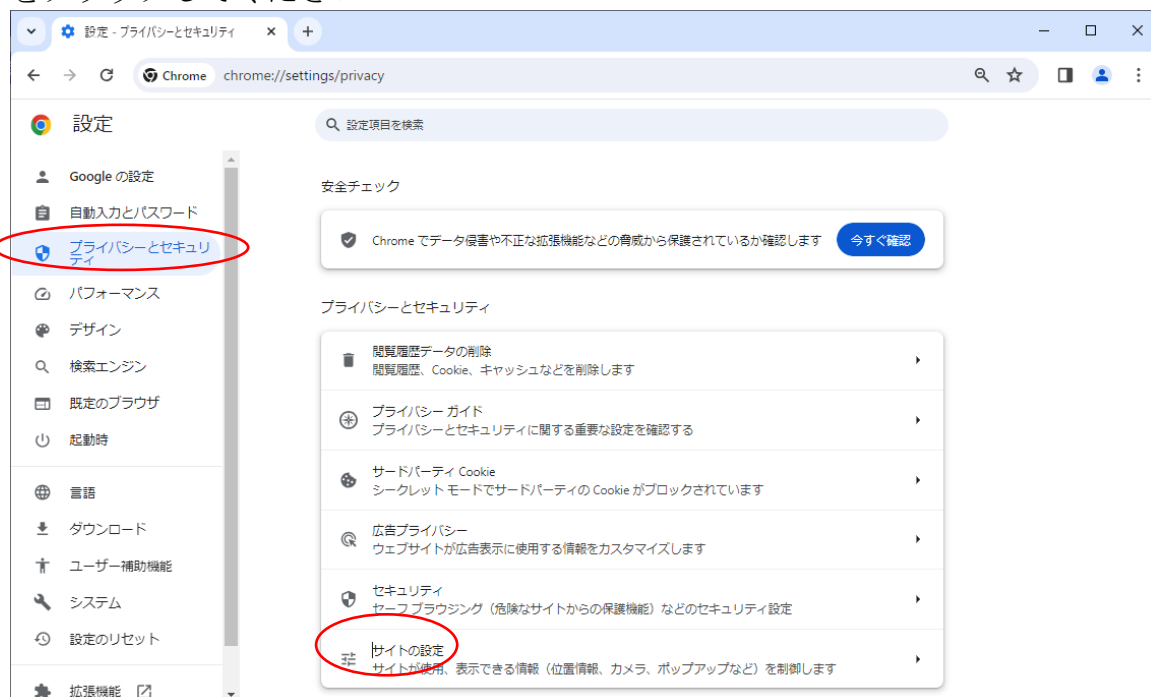 をクリックしてください
設定 - プライバシーとセキュリティ
Chrome chrome://settings/privacy
設定
設定項目を検索
Google の設定
自動入力とパスワード
プライバシーとセキュリ
ティ
パフォーマンス
デザイン
検索エンジン
既定のブラウザ
起動時
言語
ダウンロード
ユーザー補助機能
システム
設定のリセット
拡張機能
安全チェック
Chrome でデータ侵害や不正な拡張機能などの脅威から保護されているか確認します 今すぐ確認
プライバシーとセキュリティ
閲覧履歴データの削除
閲覧履歴、Cookie、キャッシュなどを削除します
プライバシー ガイド
プライバシーとセキュリティに関する重要な設定を確認する
サードパーティ Cookie
シークレット モードでサードパーティの Cookie がブロックされています
広告プライバシー
ウェブサイトが広告表示に使用する情報をカスタマイズします
セキュリティ
セーフ ブラウジング（危険なサイトからの保護機能）などのセキュリティ設定
サイトの設定
サイトが使用、表示できる情報（位置情報、カメラ、ポップアップなど）を制御します